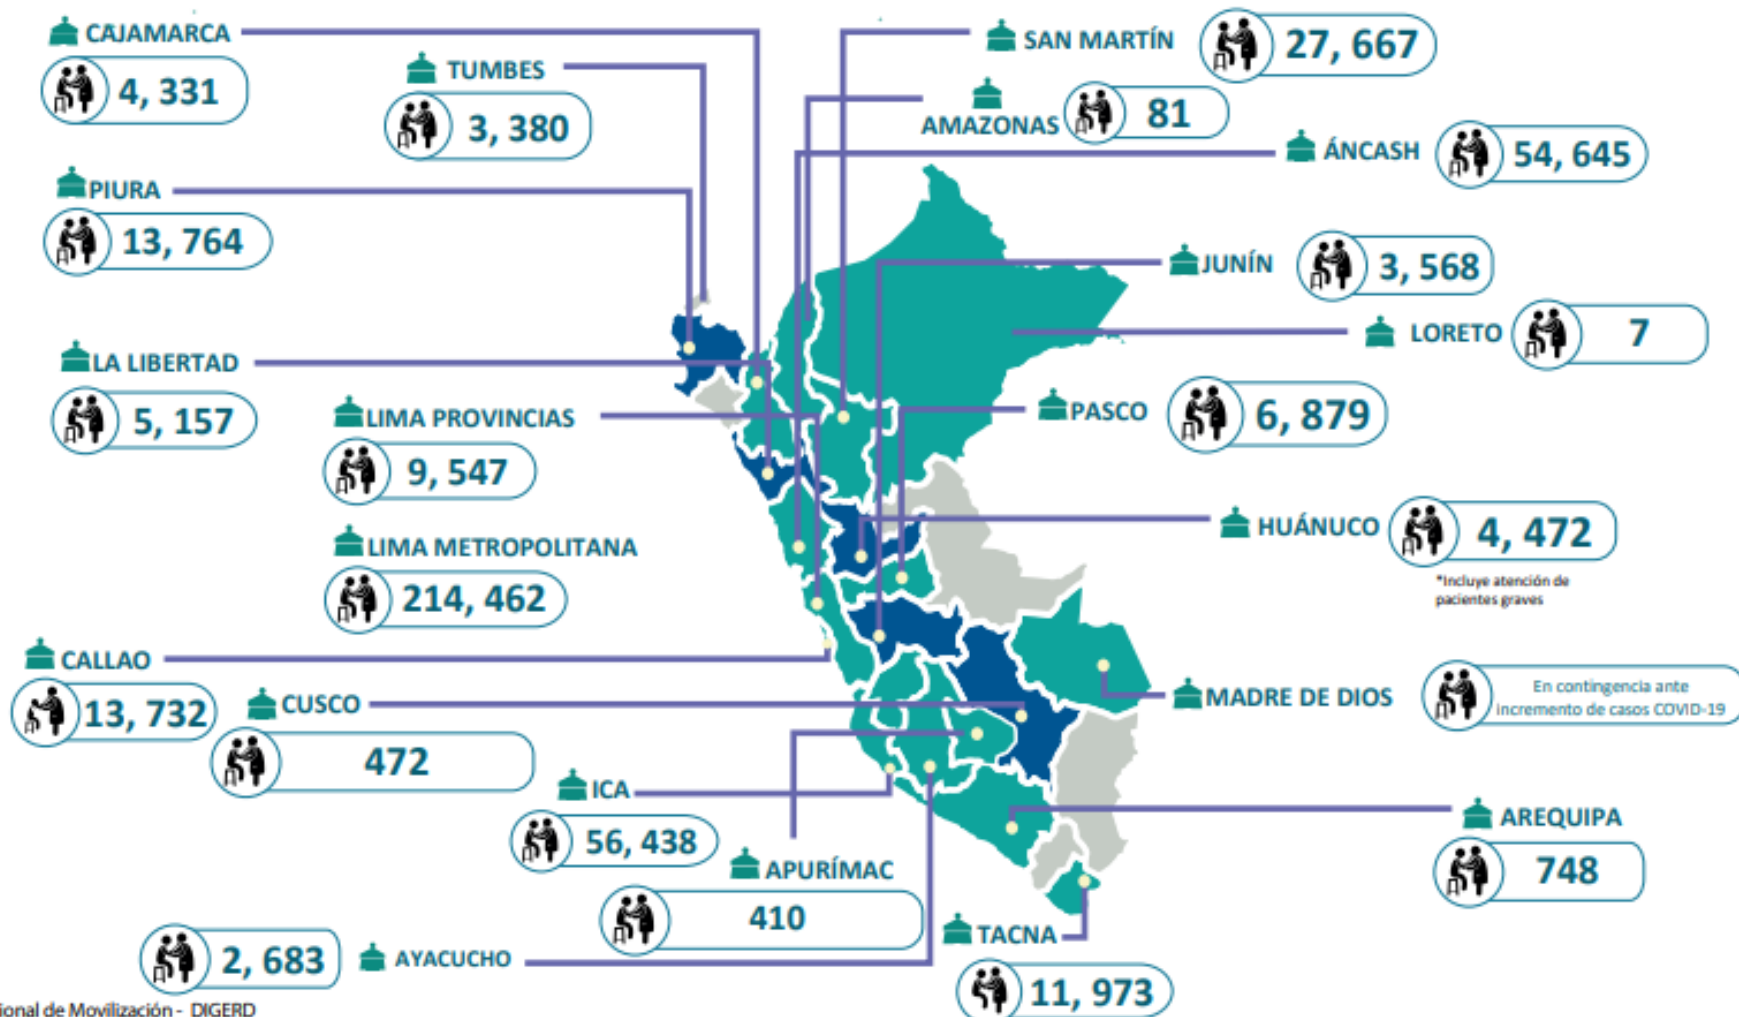 CAJAMARCA
4, 331
TUMBES
3, 380
SAN MARTÍN
27, 667
AMAZONAS
81
ÁNCASH
54, 645
PIURA
13, 764
JUNÍN
3, 568
LORETO
7
LA LIBERTAD
5, 157
LIMA PROVINCIAS
9, 547
PASCO
6, 879
HUÁNUCO
4, 472
*Incluye atención de
pacientes graves
LIMA METROPOLITANA
214, 462
CALLAO
13, 732
CUSCO
472
MADRE DE DIOS
En contingencia ante
incremento de casos COVID-19
ICA
56, 438
APURÍMAC
410
AREQUIPA
748
2, 683
AYACUCHO
TACNA
11, 973
ional de Movilización - DIGERD